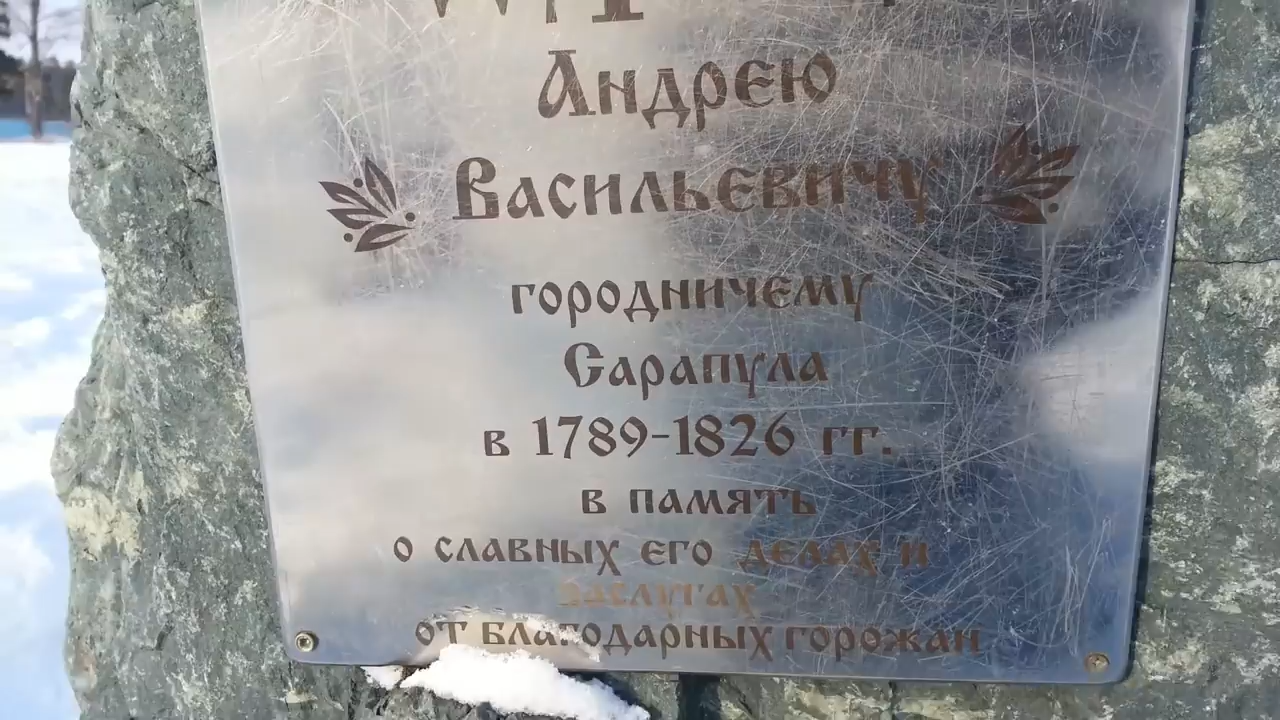 Андрею
Васильевичу
городничему
Сарапула
в 1789-1826 гг.
в память
о славных его делах и
заслугах
от благодарных горожан